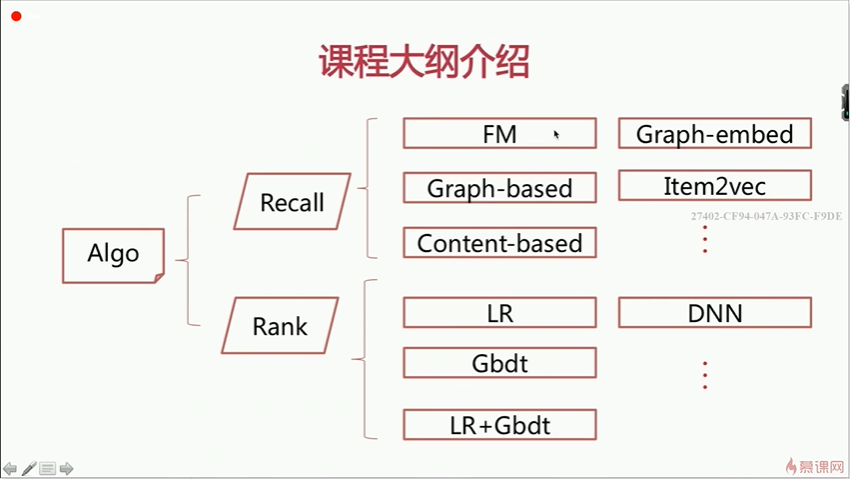 课程大纲介绍
FM
Graph-embed
Graph-based
Item2vec
Recall
27402-CF94-047A-93FC-F9DE
Content-based
Algo
LR
DNN
Rank
Gbdt
LR+Gbdt
慕课网